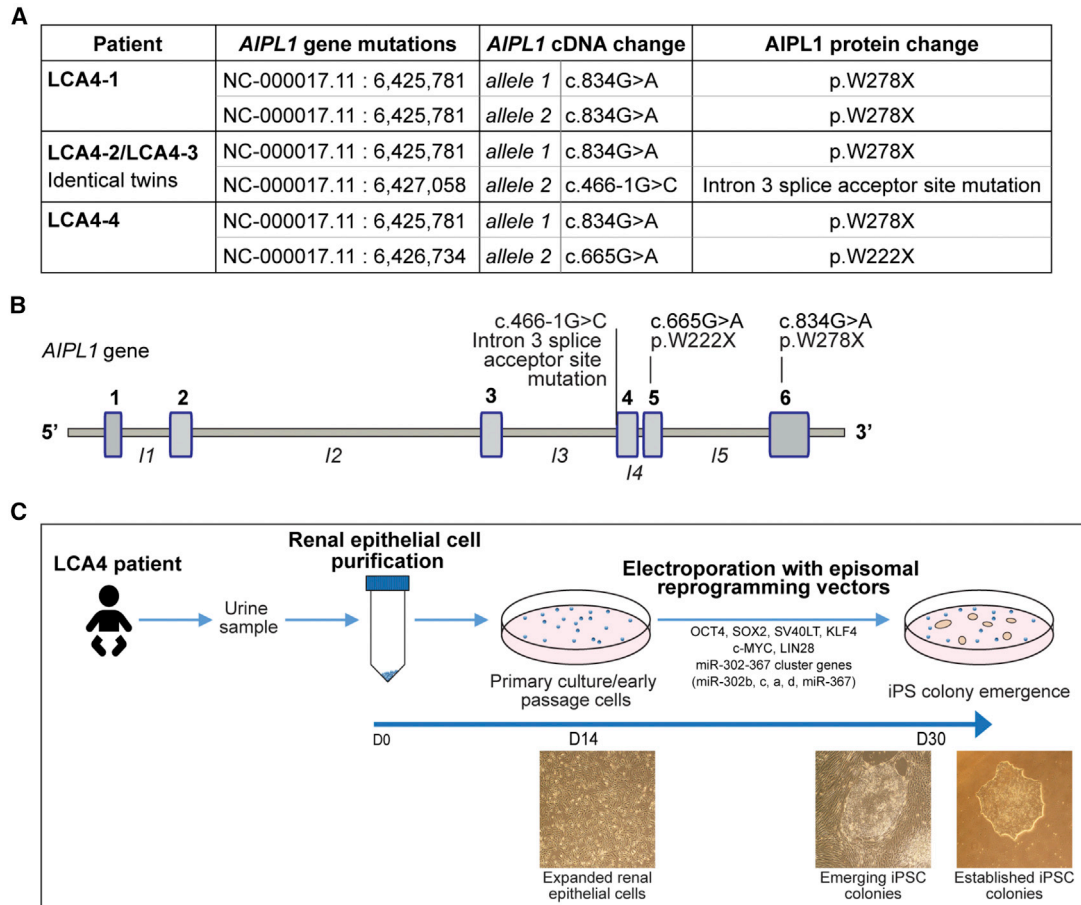 A
Patient AIPL1 gene mutations AIPL1 cDNA change AIPL1 protein change
LCA4-1 NC-000017.11 : 6,425,781 allele 1 c.834G>A p.W278X
NC-000017.11 : 6,425,781 allele 2 c.834G>A p.W278X
LCA4-2/LCA4-3 NC-000017.11 : 6,425,781 allele 1 c.834G>A p.W278X
Identical twins NC-000017.11 : 6,427,058 allele 2 c.466-1G>C Intron 3 splice acceptor site mutation
LCA4-4 NC-000017.11 : 6,425,781 allele 1 c.834G>A p.W278X
NC-000017.11 : 6,426,734 allele 2 c.665G>A p.W222X
B
AIPL1 gene
c.466-1G>C
Intron 3 splice
acceptor site
mutation
c.665G>A
p.W222X
c.834G>A
p.W278X
1 2 3 4 5 6
5' 3'
I1 I2 I3 I4 I5
C
LCA4 patient
Urine
sample
Renal epithelial cell
purification
Primary culture/early
passage cells
Electroporation with episomal
reprogramming vectors
OCT4, SOX2, SV40LT, KLF4
c-MYC, LIN28
miR-302-367 cluster genes
(miR-302b, c, a, d, miR-367)
iPS colony emergence
D0 D14 D30
Expanded renal
epithelial cells
Emerging iPSC
colonies
Established iPSC
colonies